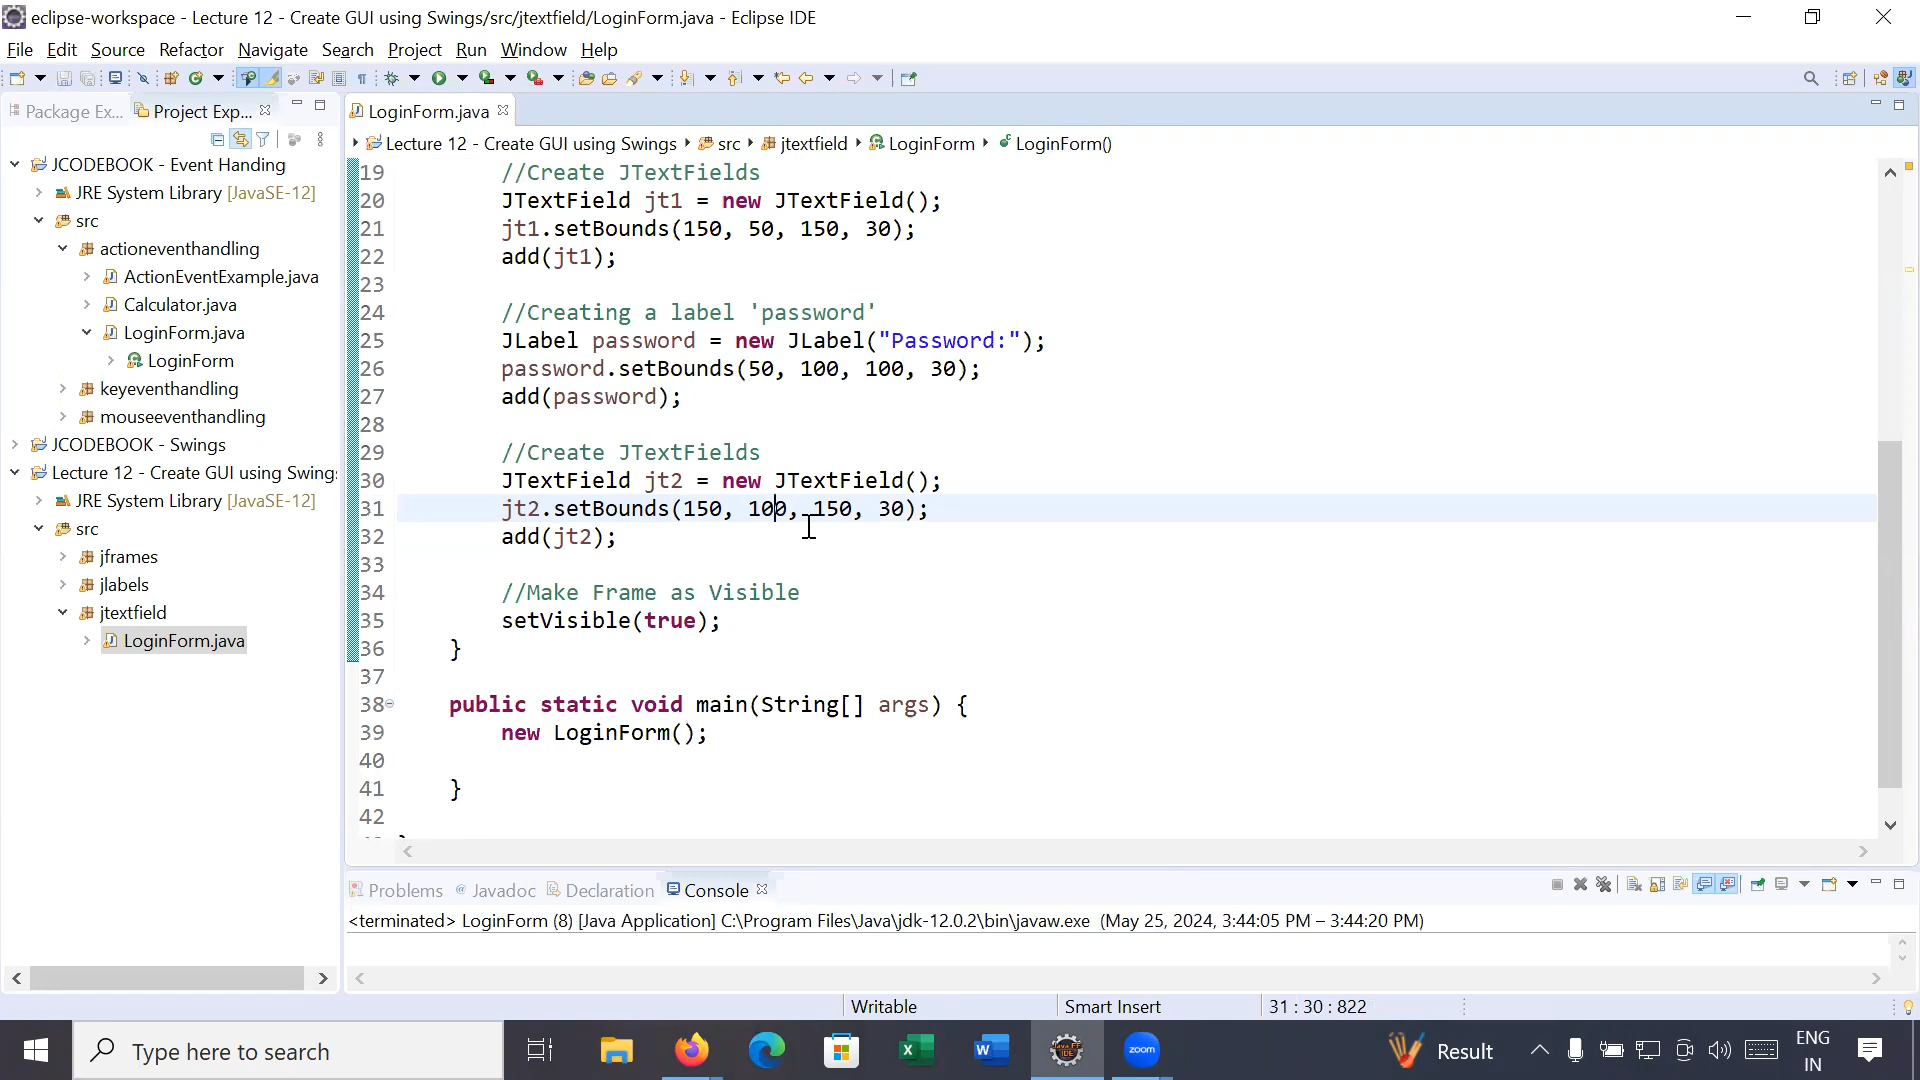 eclipse-workspace - Lecture 12 - Create GUI using Swings/src/jtextfield/LoginForm.java - Eclipse IDE
File Edit Source Refactor Navigate Search Project Run Window Help
Package Ex...
Project Exp...
JCODEBOOK - Event Handing
JRE System Library [JavaSE-12]
src
actioneventhandling
ActionEventExample.java
Calculator.java
LoginForm.java
LoginForm
keyeventhandling
mouseeventhandling
JCODEBOOK - Swings
Lecture 12 - Create GUI using Swing
JRE System Library [JavaSE-12]
src
jframes
jlabels
jtextfield
LoginForm.java
LoginForm.java
Lecture 12 - Create GUI using Swings src jtextfield LoginForm LoginForm()
19 //Create JTextFields
20 JTextField jt1 = new JTextField();
21 jt1.setBounds(150, 50, 150, 30);
22 add(jt1);
23
24 //Creating a label 'password'
25 JLabel password = new JLabel("Password:");
26 password.setBounds(50, 100, 100, 30);
27 add(password);
28
29 //Create JTextFields
30 JTextField jt2 = new JTextField();
31 jt2.setBounds(150, 100, 150, 30);
32 add(jt2);
33
34 //Make Frame as Visible
35 setVisible(true);
36 }
37
38 public static void main(String[] args) {
39 new LoginForm();
40
41 }
42
Problems Javadoc Declaration Console
<terminated> LoginForm (8) [Java Application] C:\Program Files\Java\jdk-12.0.2\bin\javaw.exe (May 25, 2024, 3:44:05 PM – 3:44:20 PM)
Writable Smart Insert 31 : 30 : 822
Type here to search
zoom
Result
ENG
IN